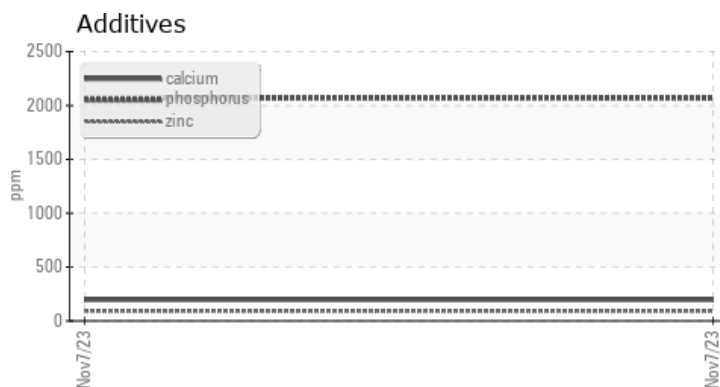 Additives
2500
2000
1500
1000
500
0
ppm
calcium
phosphorus
zinc
Nov7/23
Nov7/23